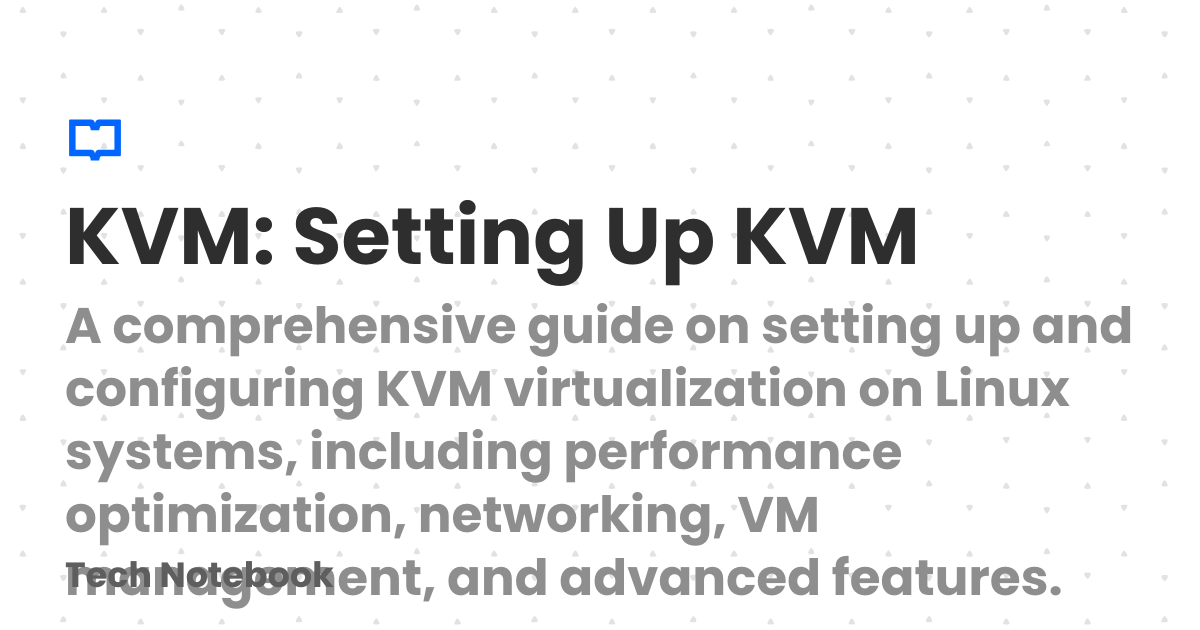 KVM: Setting Up KVM
A comprehensive guide on setting up and
configuring KVM virtualization on Linux
systems, including performance
optimization, networking, VM
management, and advanced features.
Tech Notebook